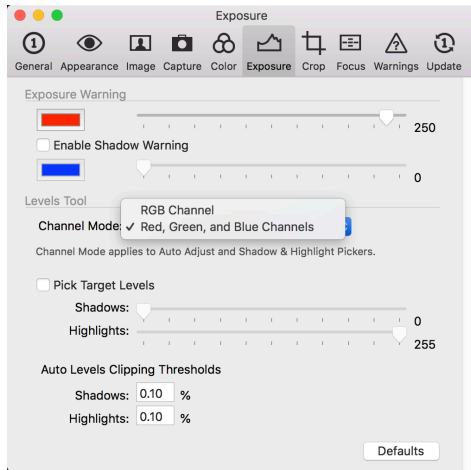 Exposure
General Appearance Image Capture Color Exposure Crop Focus Warnings Update
Exposure Warning
250
Enable Shadow Warning
0
Levels Tool
RGB Channel
Channel Mode: ✓ Red, Green, and Blue Channels
Channel Mode applies to Auto Adjust and Shadow & Highlight Pickers.
Pick Target Levels
Shadows: 0
Highlights: 255
Auto Levels Clipping Thresholds
Shadows: 0.10 %
Highlights: 0.10 %
Defaults